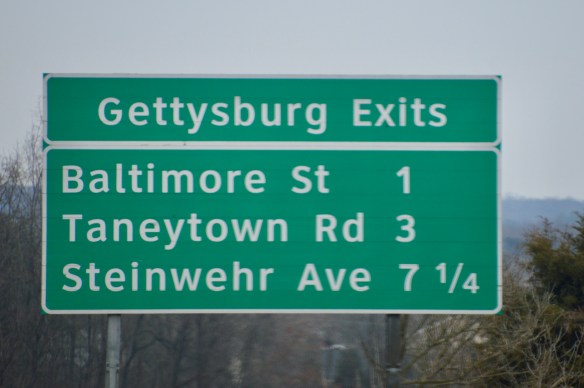 Gettysburg Exits
Baltimore St 1
Taneytown Rd 3
Steinwehr Ave 7 1/4